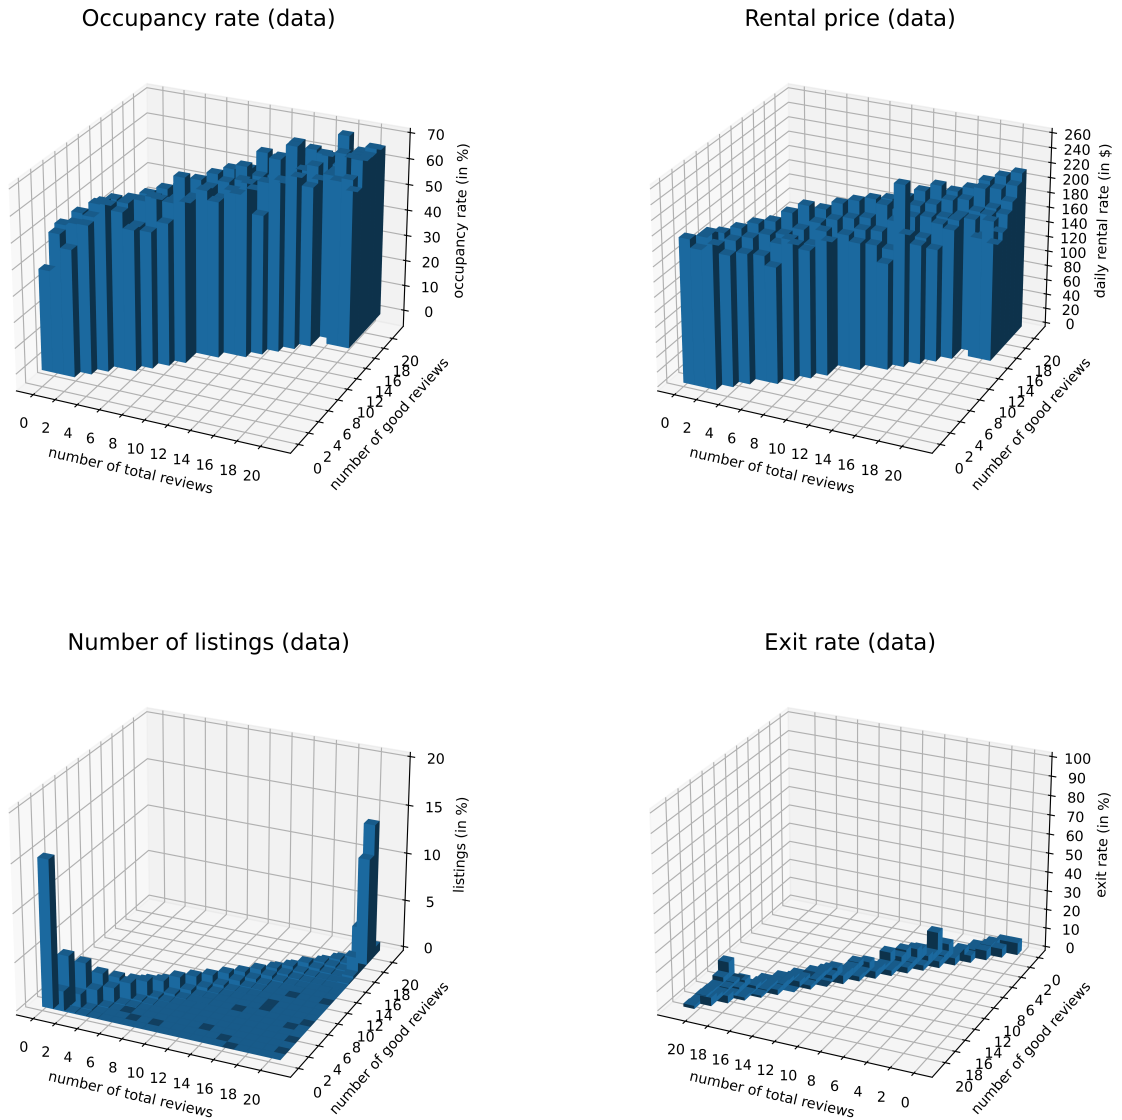 Occupancy rate (data)
70
60
50
40
30
20
10
0
occupancy rate (in %)
0 2 4 6 8 10 12 14 16 18 20
number of total reviews
0 2 4 6 8 10 12 14 16 18 20
number of good reviews
Rental price (data)
260
240
220
200
180
160
140
120
100
80
60
40
20
0
daily rental rate (in $)
0 2 4 6 8 10 12 14 16 18 20
number of total reviews
0 2 4 6 8 10 12 14 16 18 20
number of good reviews
Number of listings (data)
20
15
10
5
0
listings (in %)
0 2 4 6 8 10 12 14 16 18 20
number of total reviews
0 2 4 6 8 10 12 14 16 18 20
number of good reviews
Exit rate (data)
100
90
80
70
60
50
40
30
20
10
0
exit rate (in %)
20 18 16 14 12 10 8 6 4 2 0
number of total reviews
20 18 16 14 12 10 8 6 4 2 0
number of good reviews